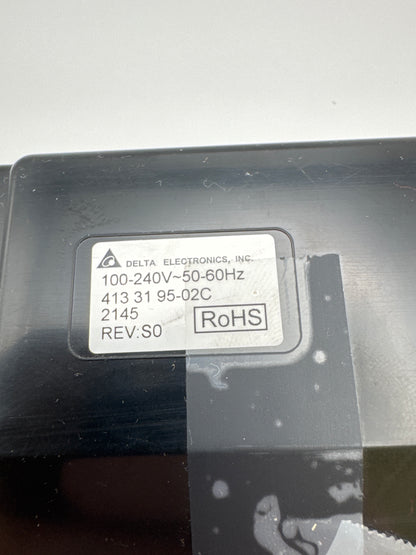 DELTA ELECTRONICS, INC.
100-240V~50-60Hz
413 31 95-02C
2145
RoHS
REV:S0